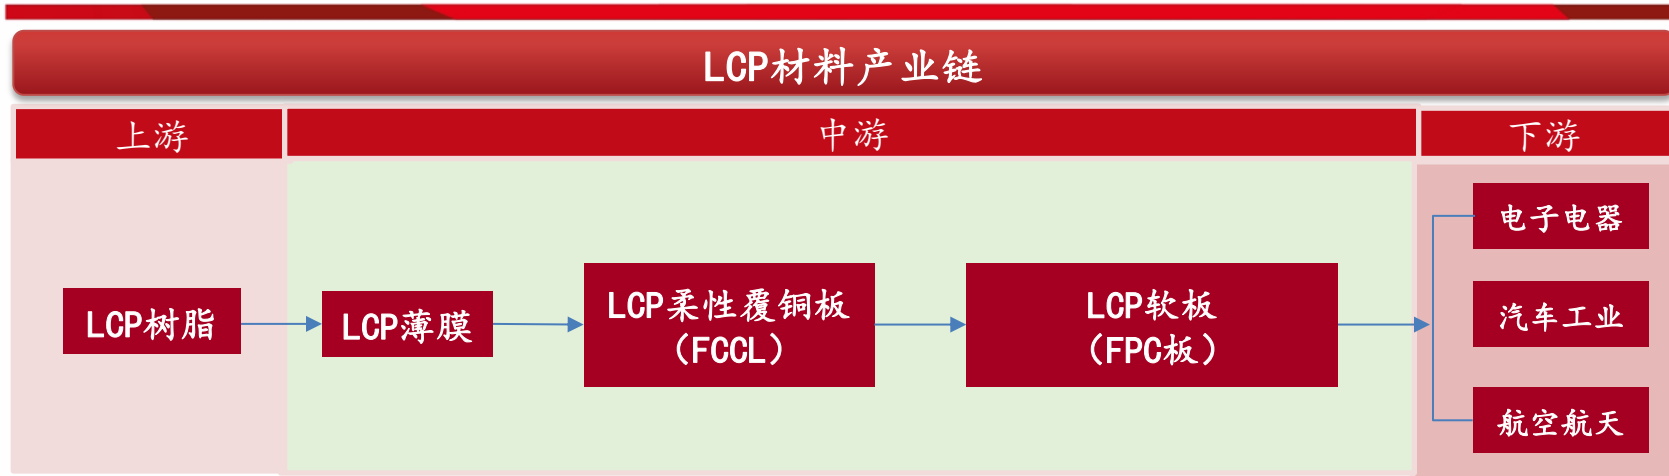 LCP材料产业链
上游
中游
下游
LCP树脂
LCP薄膜
LCP柔性覆铜板
（FCCL）
LCP软板
（FPC板）
电子电器
汽车工业
航空航天